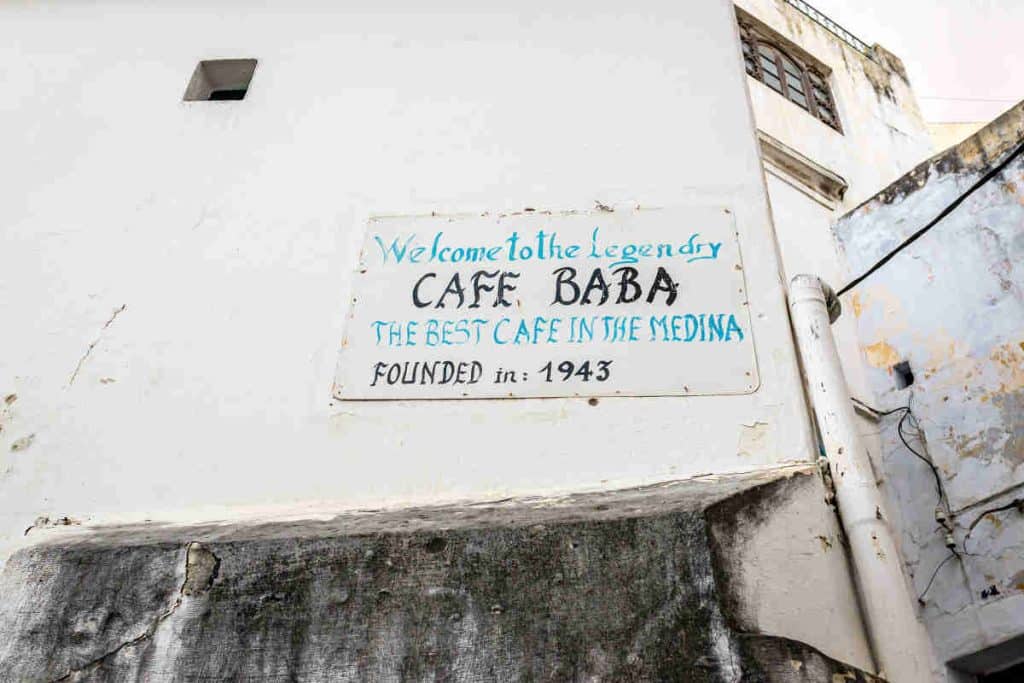 Welcome to the Legendry
CAFE BABA
THE BEST CAFE IN THE MEDINA
FOUNDED in: 1943